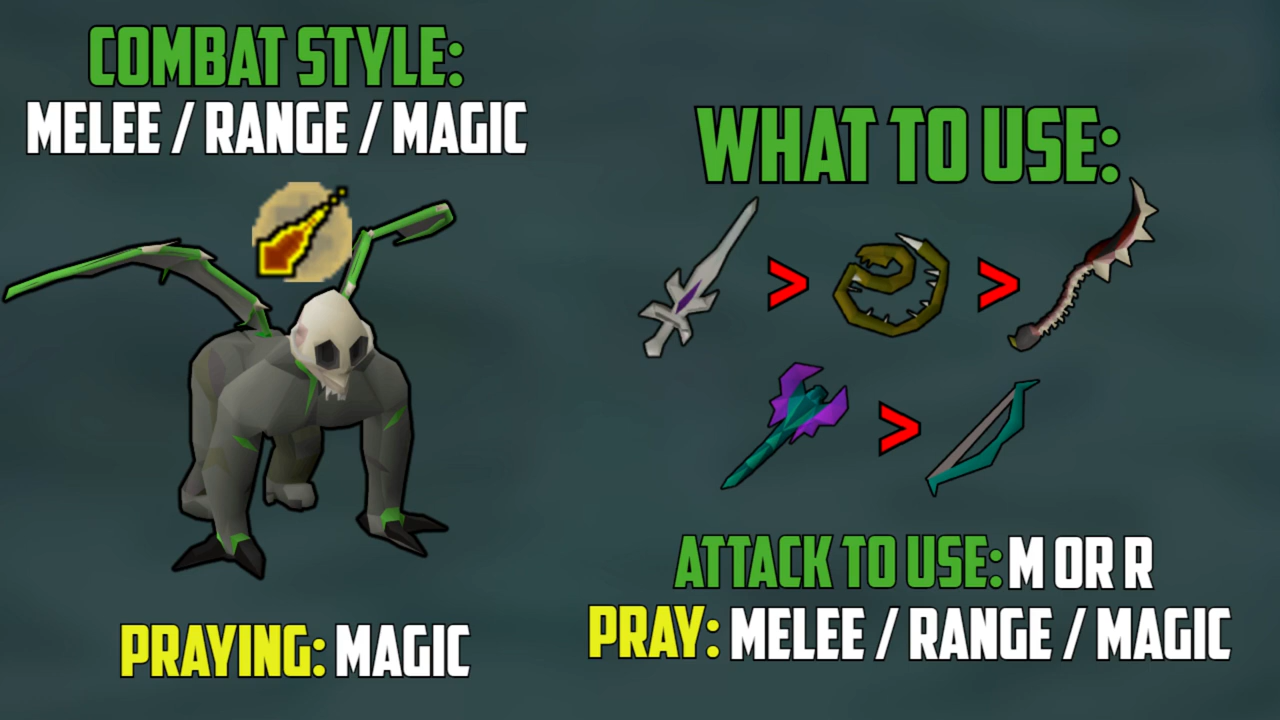 COMBAT STYLE:
MELEE / RANGE / MAGIC
PRAYING: MAGIC
WHAT TO USE:
> >
>
ATTACK TO USE: M OR R
PRAY: MELEE / RANGE / MAGIC